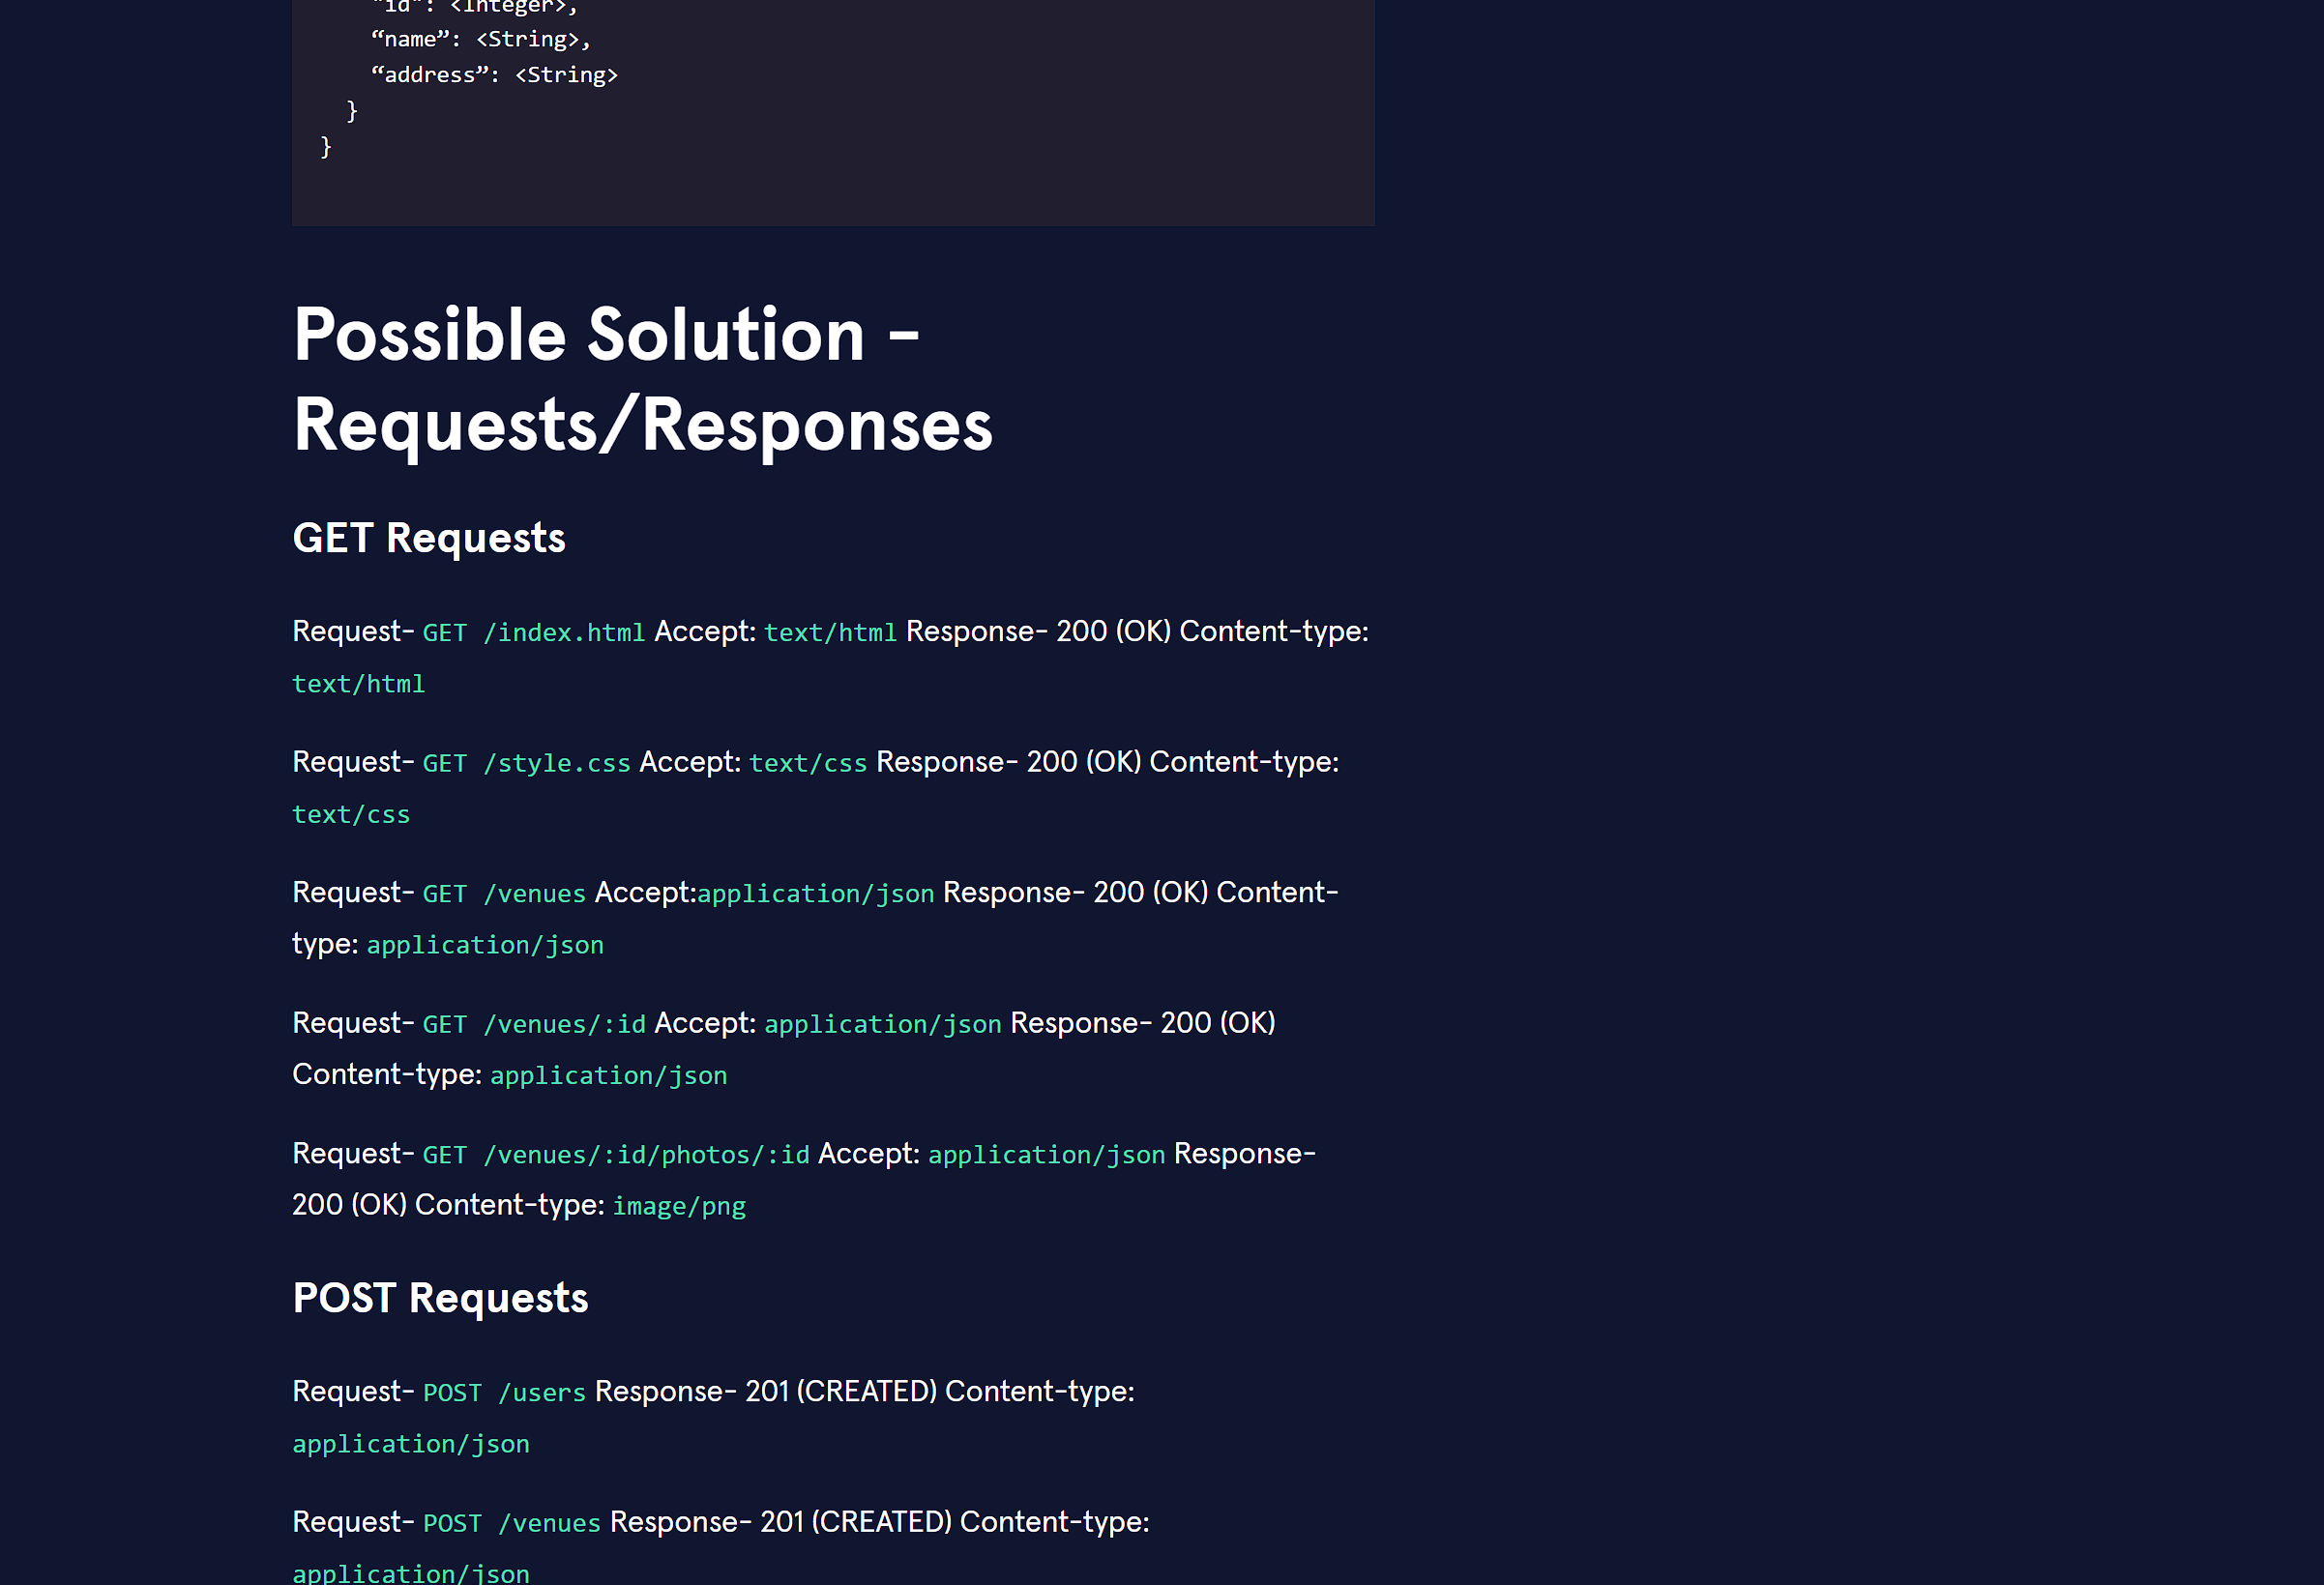 "id": <Integer>,
“name”: <String>,
“address”: <String>
}
}
Possible Solution -
Requests/Responses
GET Requests
Request- GET /index.html Accept: text/html Response- 200 (OK) Content-type:
text/html
Request- GET /style.css Accept: text/css Response- 200 (OK) Content-type:
text/css
Request- GET /venues Accept:application/json Response- 200 (OK) Content-
type: application/json
Request- GET /venues/:id Accept: application/json Response- 200 (OK)
Content-type: application/json
Request- GET /venues/:id/photos/:id Accept: application/json Response-
200 (OK) Content-type: image/png
POST Requests
Request- POST /users Response- 201 (CREATED) Content-type:
application/json
Request- POST /venues Response- 201 (CREATED) Content-type:
application/json